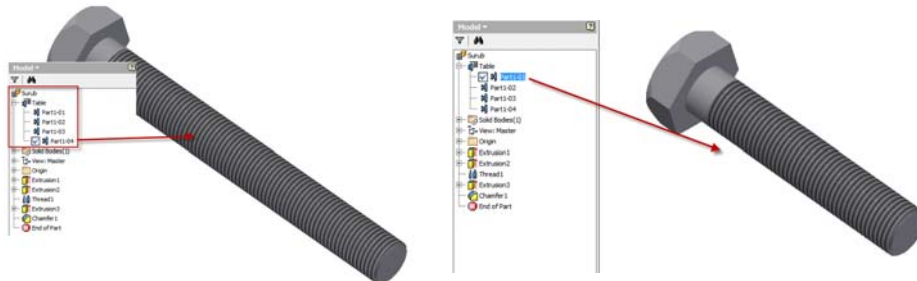 Model
Surub
Table
Part1-01
Part1-02
Part1-03
Part1-04
Solid Bodies(1)
View: Master
Origin
Extrusion1
Extrusion2
Thread1
Extrusion3
Chamfer1
End of Part
Model
Surub
Table
Part1-01
Part1-02
Part1-03
Part1-04
Solid Bodies(1)
View: Master
Origin
Extrusion1
Extrusion2
Thread1
Extrusion3
Chamfer1
End of Part